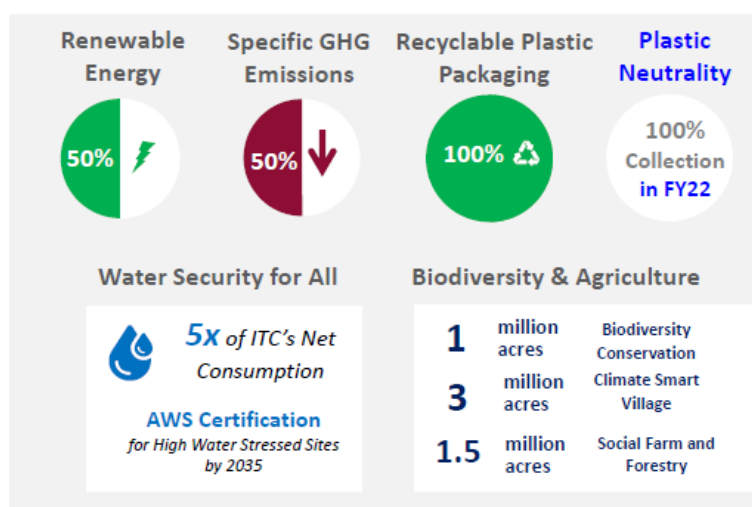 Renewable
Energy
Specific GHG
Emissions
Recyclable Plastic
Packaging
Plastic
Neutrality
50%
50%
100%
100%
Collection
in FY22
Water Security for All
5x of ITC's Net
Consumption
AWS Certification
for High Water Stressed Sites
by 2035
Biodiversity & Agriculture
1
million
acres
Biodiversity
Conservation
3
million
acres
Climate Smart
Village
1.5
million
acres
Social Farm and
Forestry